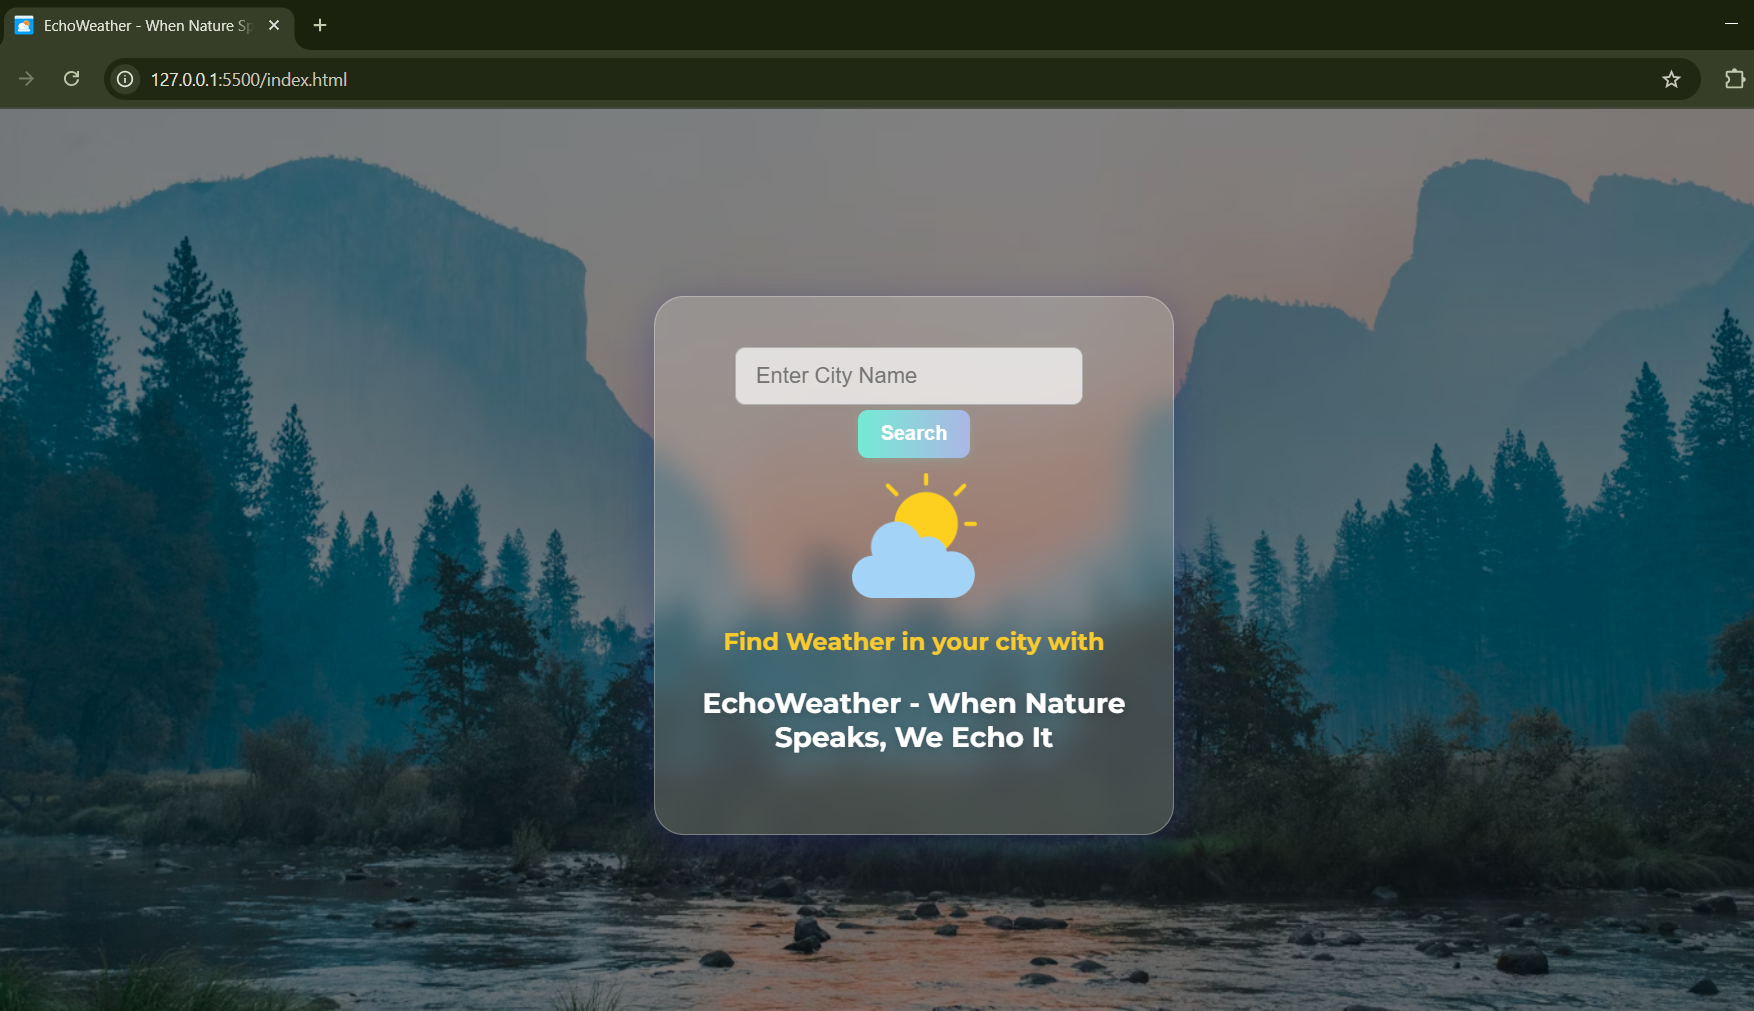 EchoWeather - When Nature Sp
127.0.0.1:5500/index.html
Enter City Name
Search
Find Weather in your city with
EchoWeather - When Nature
Speaks, We Echo It